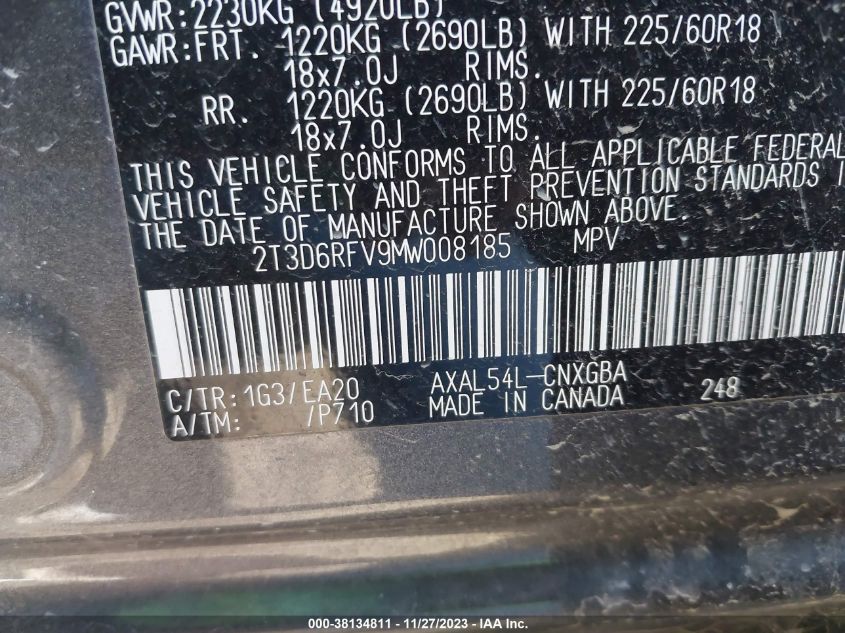 GVWR:2230KG (4920LB)
GAWR:FRT. 1220KG (2690LB) WITH 225/60R18
18x7.0J RIMS.
RR. 1220KG (2690LB) WITH 225/60R18
18x7.0J RIMS.
THIS VEHICLE CONFORMS TO ALL APPLICABLE FEDERAL
VEHICLE SAFETY AND THEFT PREVENTION STANDARDS I
THE DATE OF MANUFACTURE SHOWN ABOVE.
2T3D6RFV9MW008185 MPV
C/TR:1G3/EA20 AXAL54L-CNXGBA 248
A/TM: /P710 MADE IN CANADA
000-38134811 - 11/27/2023 - IAA Inc.